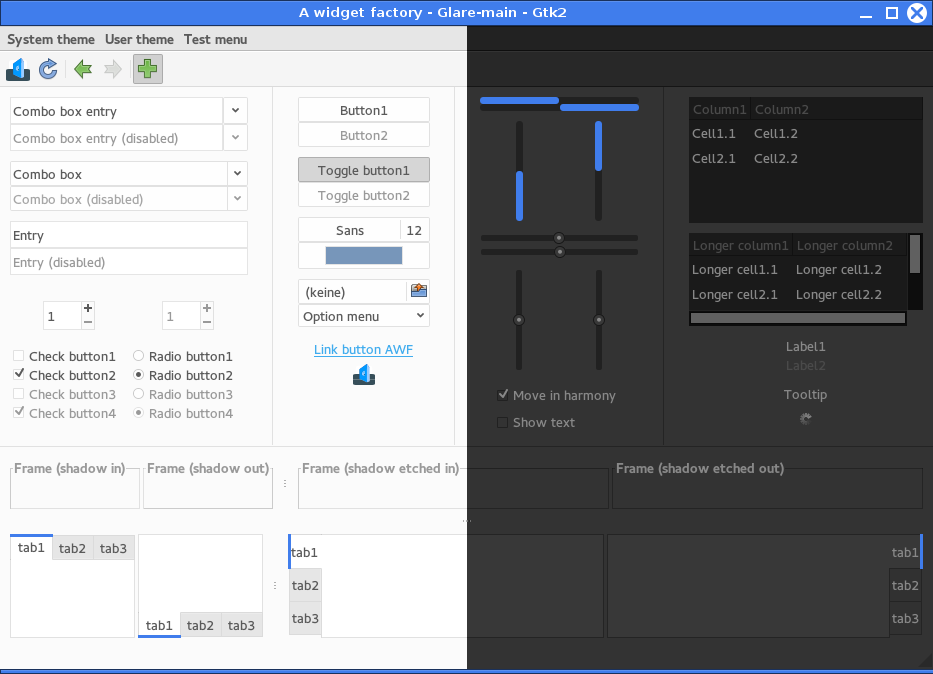 A widget factory - Glare-main - Gtk2
System theme User theme Test menu
Combo box entry
Combo box entry (disabled)
Combo box
Combo box (disabled)
Entry
Entry (disabled)
1 1
Check button1 Radio button1
Check button2 Radio button2
Check button3 Radio button3
Check button4 Radio button4
Button1
Button2
Toggle button1
Toggle button2
Sans 12
(keine)
Option menu
Link button AWF
Move in harmony
Show text
Column1 Column2
Cell1.1 Cell1.2
Cell2.1 Cell2.2
Longer column1 Longer column2
Longer cell1.1 Longer cell1.2
Longer cell2.1 Longer cell2.2
Label1
Label2
Tooltip
Frame (shadow in) Frame (shadow out) Frame (shadow etched in) Frame (shadow etched out)
tab1 tab2 tab3
tab1 tab2 tab3
tab1
tab2
tab3
tab1
tab2
tab3